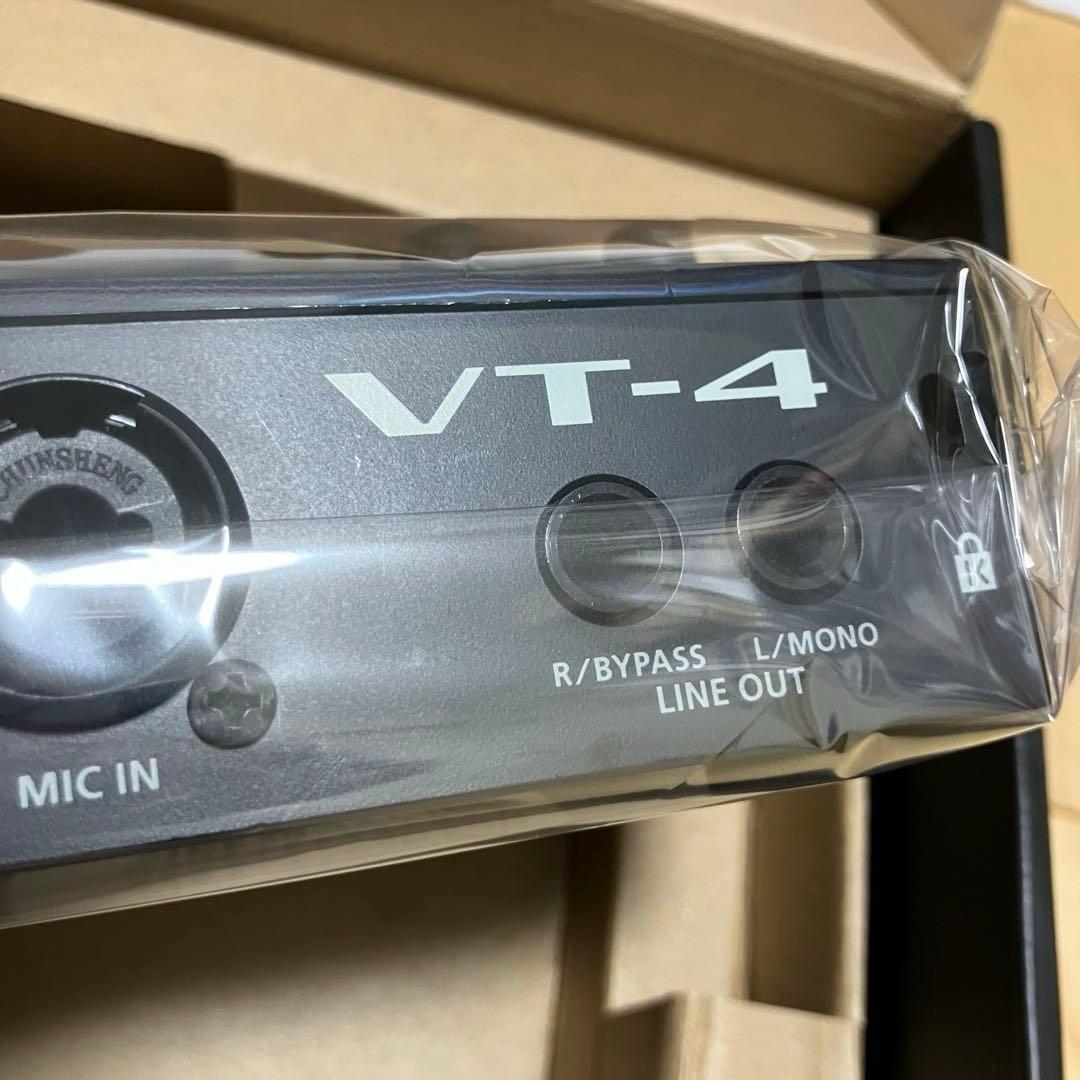 VT-4
CHUNSHENG
R/BYPASS L/MONO
LINE OUT
MIC IN
K